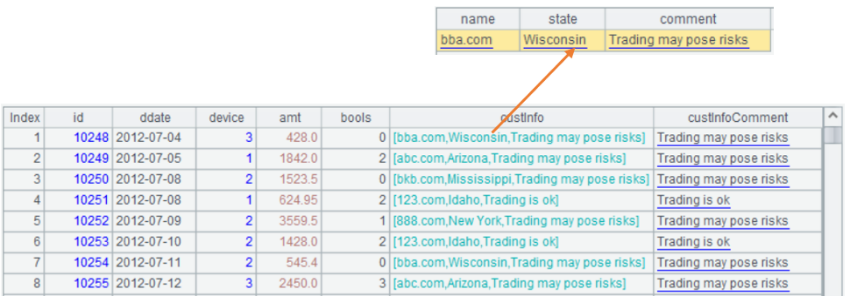 name state comment
bba.com Wisconsin Trading may pose risks
Index id ddate device amt bools custInfo custInfoComment
1 10248 2012-07-04 3 428.0 0 [bba.com,Wisconsin,Trading may pose risks] Trading may pose risks
2 10249 2012-07-05 1 1842.0 2 [abc.com,Arizona,Trading may pose risks] Trading may pose risks
3 10250 2012-07-08 2 1523.5 0 [bkb.com,Mississippi,Trading may pose risks] Trading may pose risks
4 10251 2012-07-08 1 624.95 2 [123.com,Idaho,Trading is ok] Trading is ok
5 10252 2012-07-09 2 3559.5 1 [888.com,New York,Trading may pose risks] Trading may pose risks
6 10253 2012-07-10 2 1428.0 2 [123.com,Idaho,Trading is ok] Trading is ok
7 10254 2012-07-11 2 545.4 0 [bba.com,Wisconsin,Trading may pose risks] Trading may pose risks
8 10255 2012-07-12 3 2450.0 3 [abc.com,Arizona,Trading may pose risks] Trading may pose risks